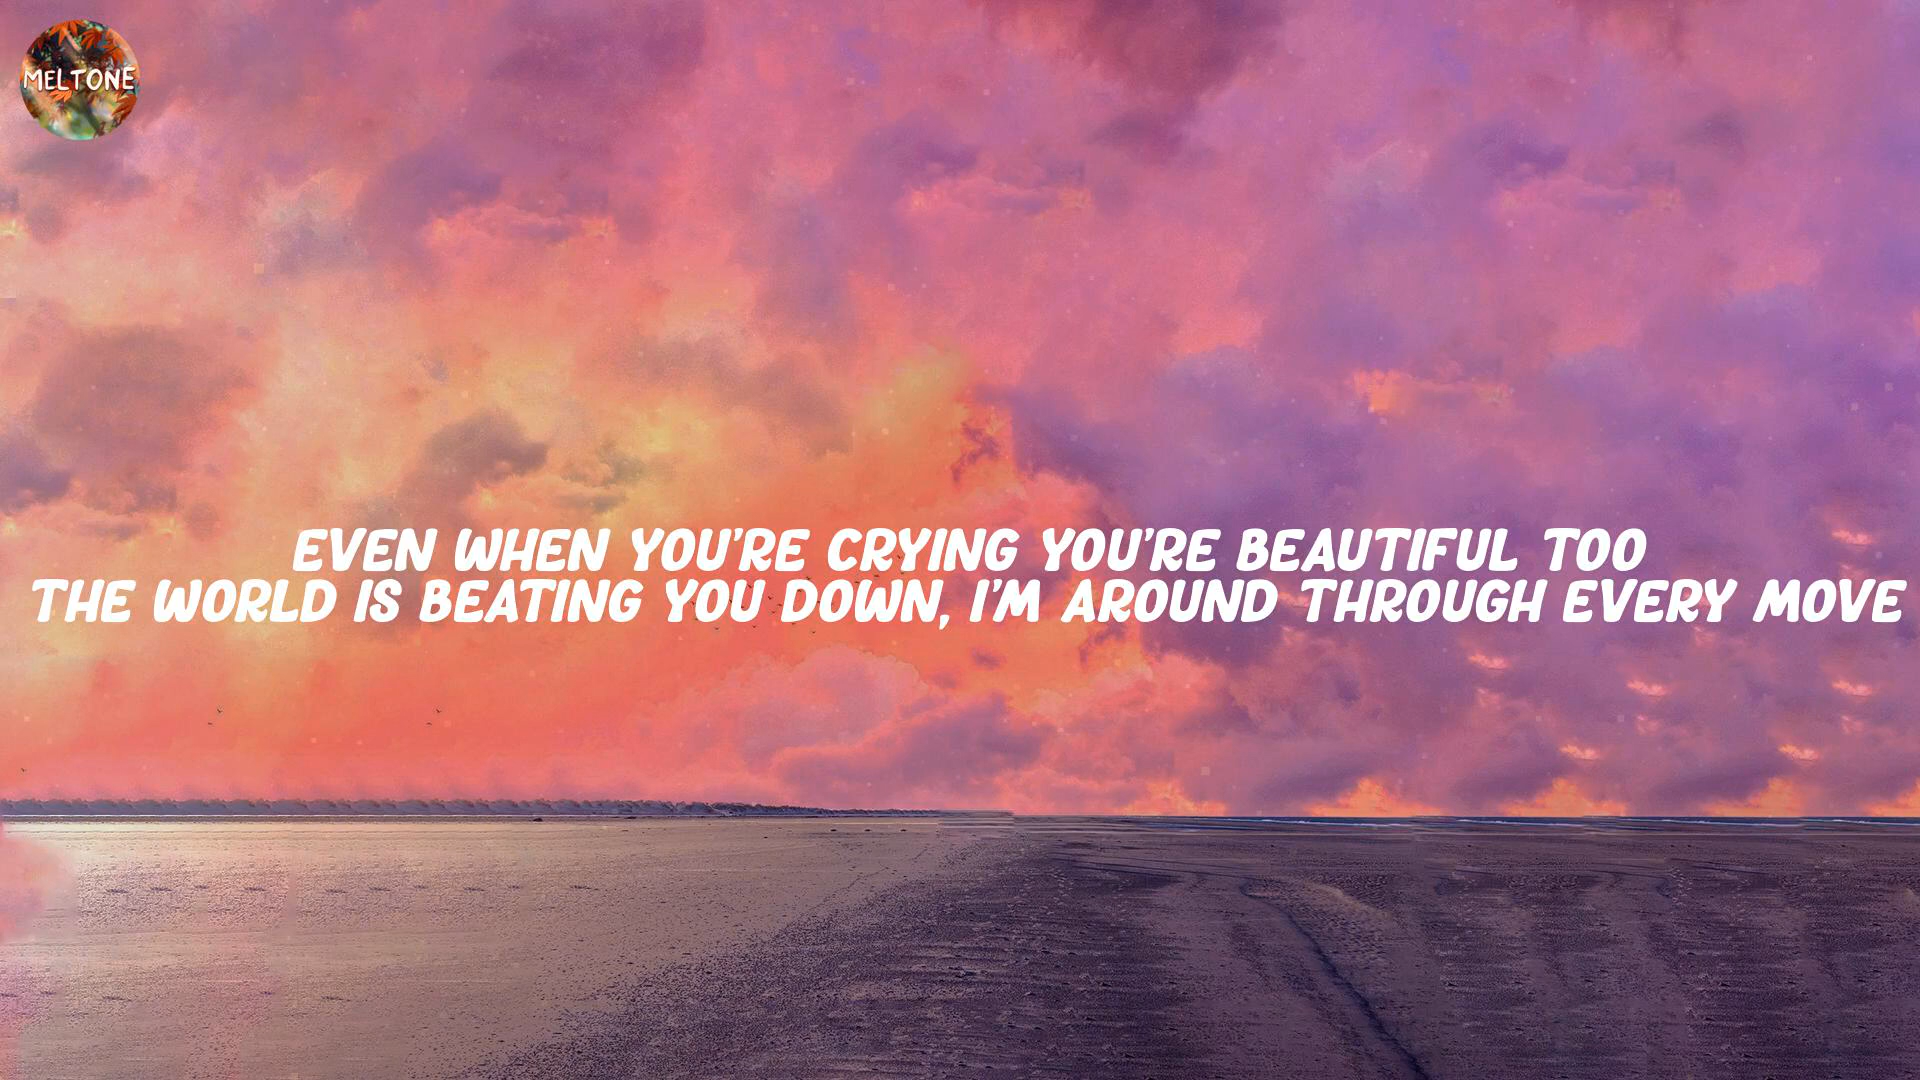 MELTONE
EVEN WHEN YOU'RE CRYING YOU'RE BEAUTIFUL TOO
THE WORLD IS BEATING YOU DOWN, I'M AROUND THROUGH EVERY MOVE